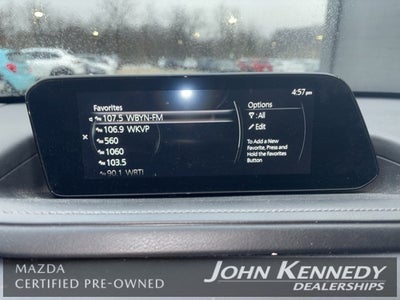 4:57 pm
Favorites
107.5 WBYN-FM
106.9 WKVP
560
1060
103.5
90.1 WRTI
Options
: All
Edit
To Add a New
Favorite, Press and
Hold the Favorites
Button
MAZDA
CERTIFIED PRE-OWNED
JOHN KENNEDY
DEALERSHIPS